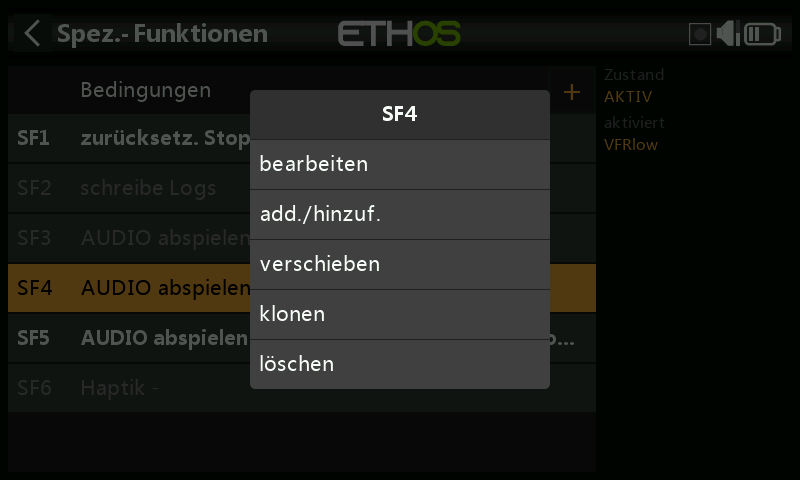 Spez.- Funktionen
ETHOS
Bedingungen
+
Zustand
AKTIV
aktiviert
VFRlow
SF1 zurücksetz. Stop
SF2 schreibe Logs
SF3 AUDIO abspielen
SF4 AUDIO abspielen
SF5 AUDIO abspielen
SF6 Haptik -
SF4
bearbeiten
add./hinzuf.
verschieben
klonen
löschen